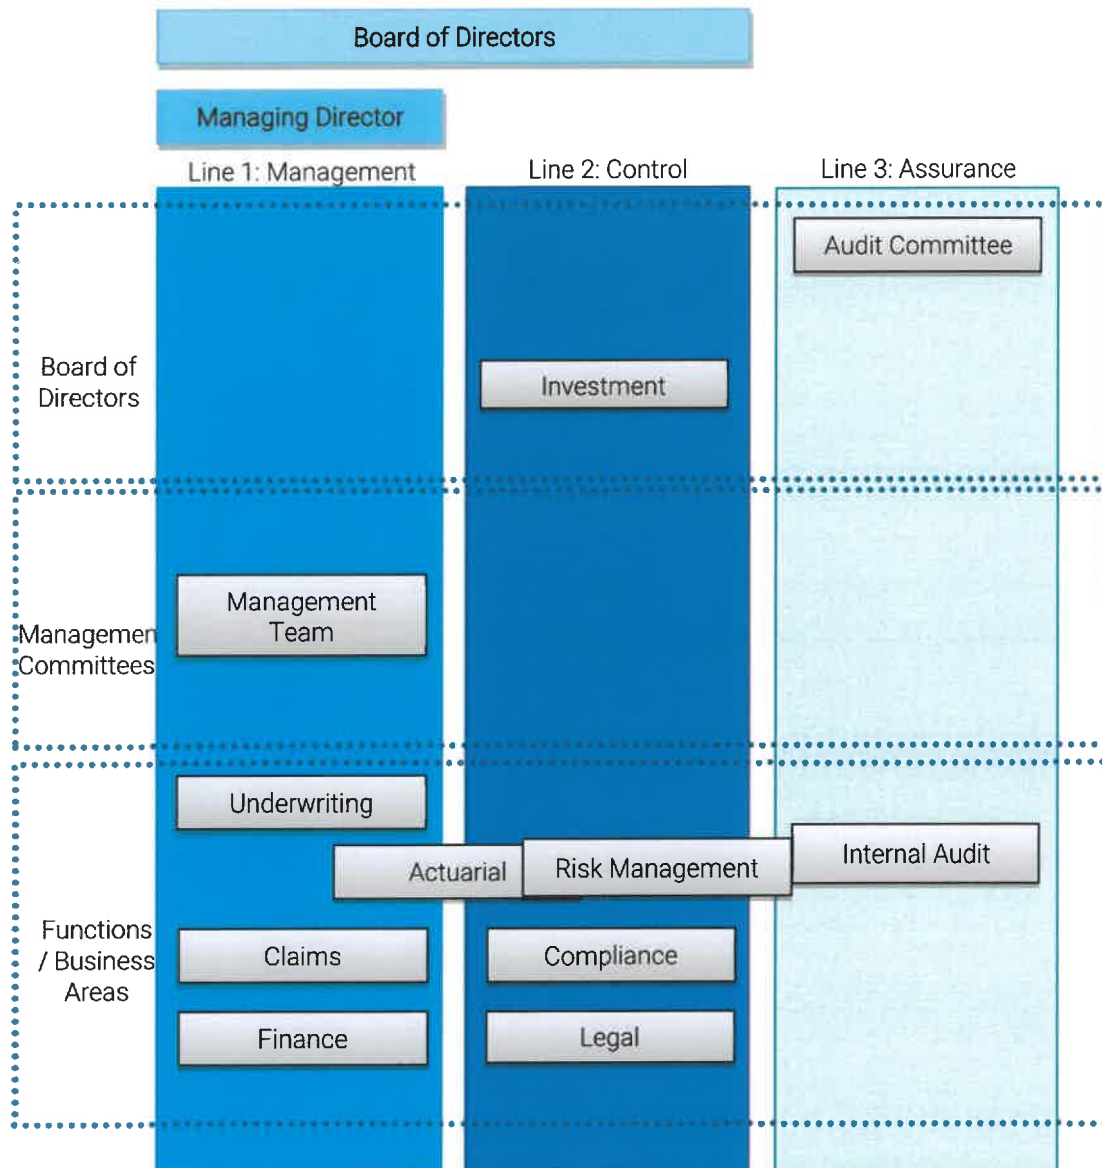 Board of Directors
Managing Director
Line 1: Management
Line 2: Control
Line 3: Assurance
Audit Committee
Board of
Directors
Investment
Management
Team
Managemen
Committees
Underwriting
Actuarial
Risk Management
Internal Audit
Functions
/ Business
Areas
Claims
Compliance
Finance
Legal